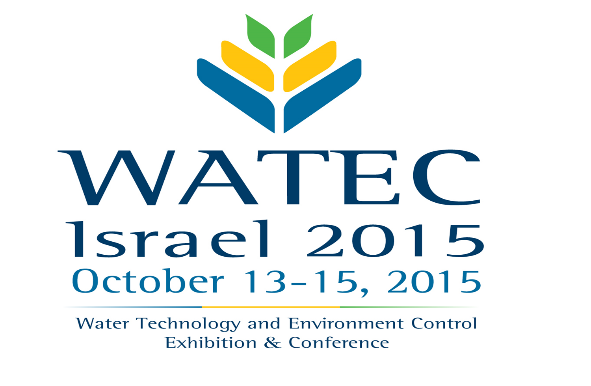 WATEC
Israel 2015
October 13-15, 2015
Water Technology and Environment Control
Exhibition & Conference